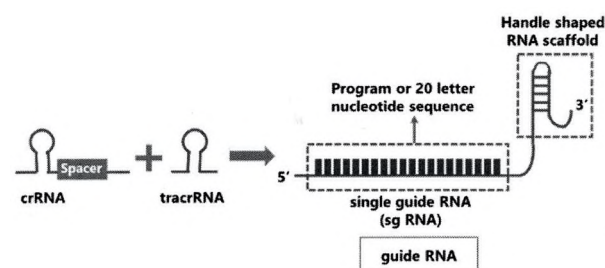 Handle shaped
RNA scaffold
Program or 20 letter
nucleotide sequence
3′
Spacer
5′
crRNA
tracrRNA
single guide RNA
(sg RNA)
guide RNA